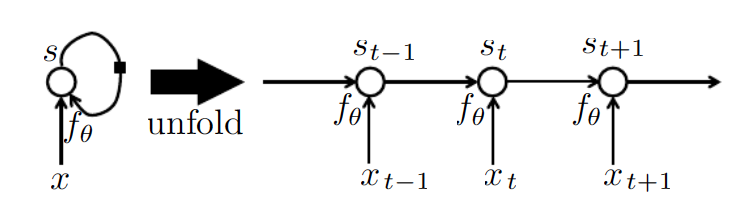 s
f_θ
x
unfold
s_{t-1} s_t s_{t+1}
f_θ f_θ f_θ
x_{t-1} x_t x_{t+1}